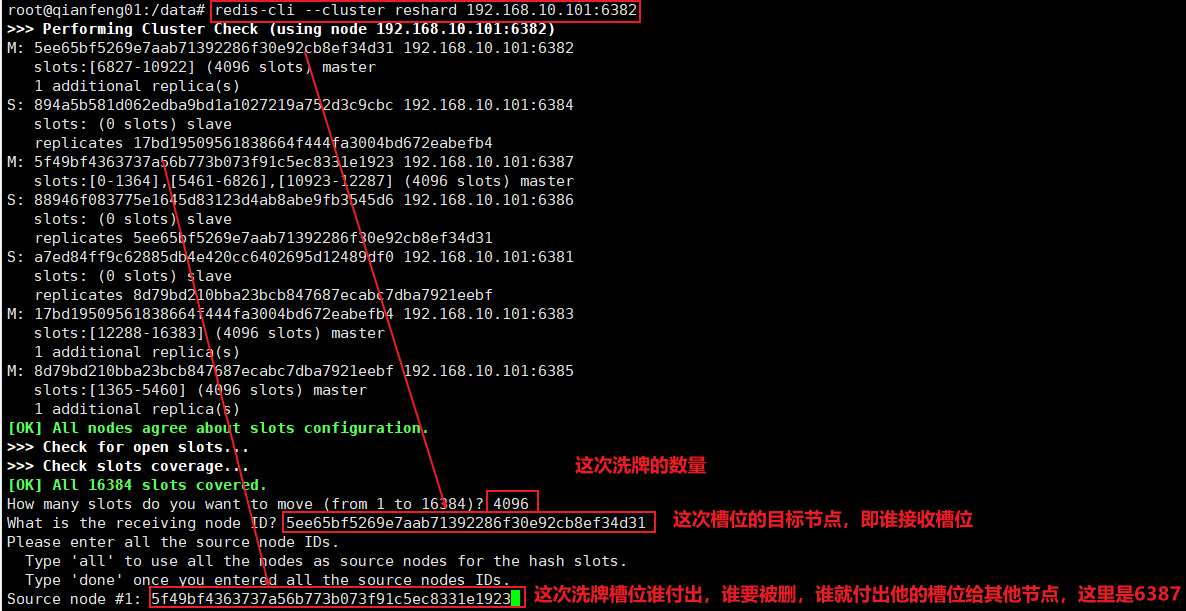 root@qianfeng01:/data# redis-cli --cluster reshard 192.168.10.101:6382
>>> Performing Cluster Check (using node 192.168.10.101:6382)
M: 5ee65bf5269e7aab71392286f30e92cb8ef34d31 192.168.10.101:6382
slots:[6827-10922] (4096 slots) master
1 additional replica(s)
S: 894a5b581d062edba9bd1a1027219a752d3c9cbc 192.168.10.101:6384
slots: (0 slots) slave
replicates 17bd19509561838664f444fa3004bd672eabefb4
M: 5f49bf4363737a56b773b073f91c5ec8331e1923 192.168.10.101:6387
slots:[0-1364],[5461-6826],[10923-12287] (4096 slots) master
S: 88946f083775e1645d83123d4ab8abe9fb3545d6 192.168.10.101:6386
slots: (0 slots) slave
replicates 5ee65bf5269e7aab71392286f30e92cb8ef34d31
S: a7ed84ff9c62885db4e420cc6402695d12489df0 192.168.10.101:6381
slots: (0 slots) slave
replicates 8d79bd210bba23bcb847687ecabc7dba7921eebf
M: 17bd19509561838664f444fa3004bd672eabefb4 192.168.10.101:6383
slots:[12288-16383] (4096 slots) master
1 additional replica(s)
M: 8d79bd210bba23bcb847687ecabc7dba7921eebf 192.168.10.101:6385
slots:[1365-5460] (4096 slots) master
1 additional replica(s)
[OK] All nodes agree about slots configuration.
>>> Check for open slots...
>>> Check slots coverage...
这次洗牌的数量
[OK] All 16384 slots covered.
How many slots do you want to move (from 1 to 16384)? 4096
What is the receiving node ID? 5ee65bf5269e7aab71392286f30e92cb8ef34d31 这次槽位的目标节点，即谁接收槽位
Please enter all the source node IDs.
Type 'all' to use all the nodes as source nodes for the hash slots.
Type 'done' once you entered all the source nodes IDs.
Source node #1: 5f49bf4363737a56b773b073f91c5ec8331e1923 这次洗牌槽位谁付出，谁要被删，谁就付出他的槽位给其他节点，这里是6387